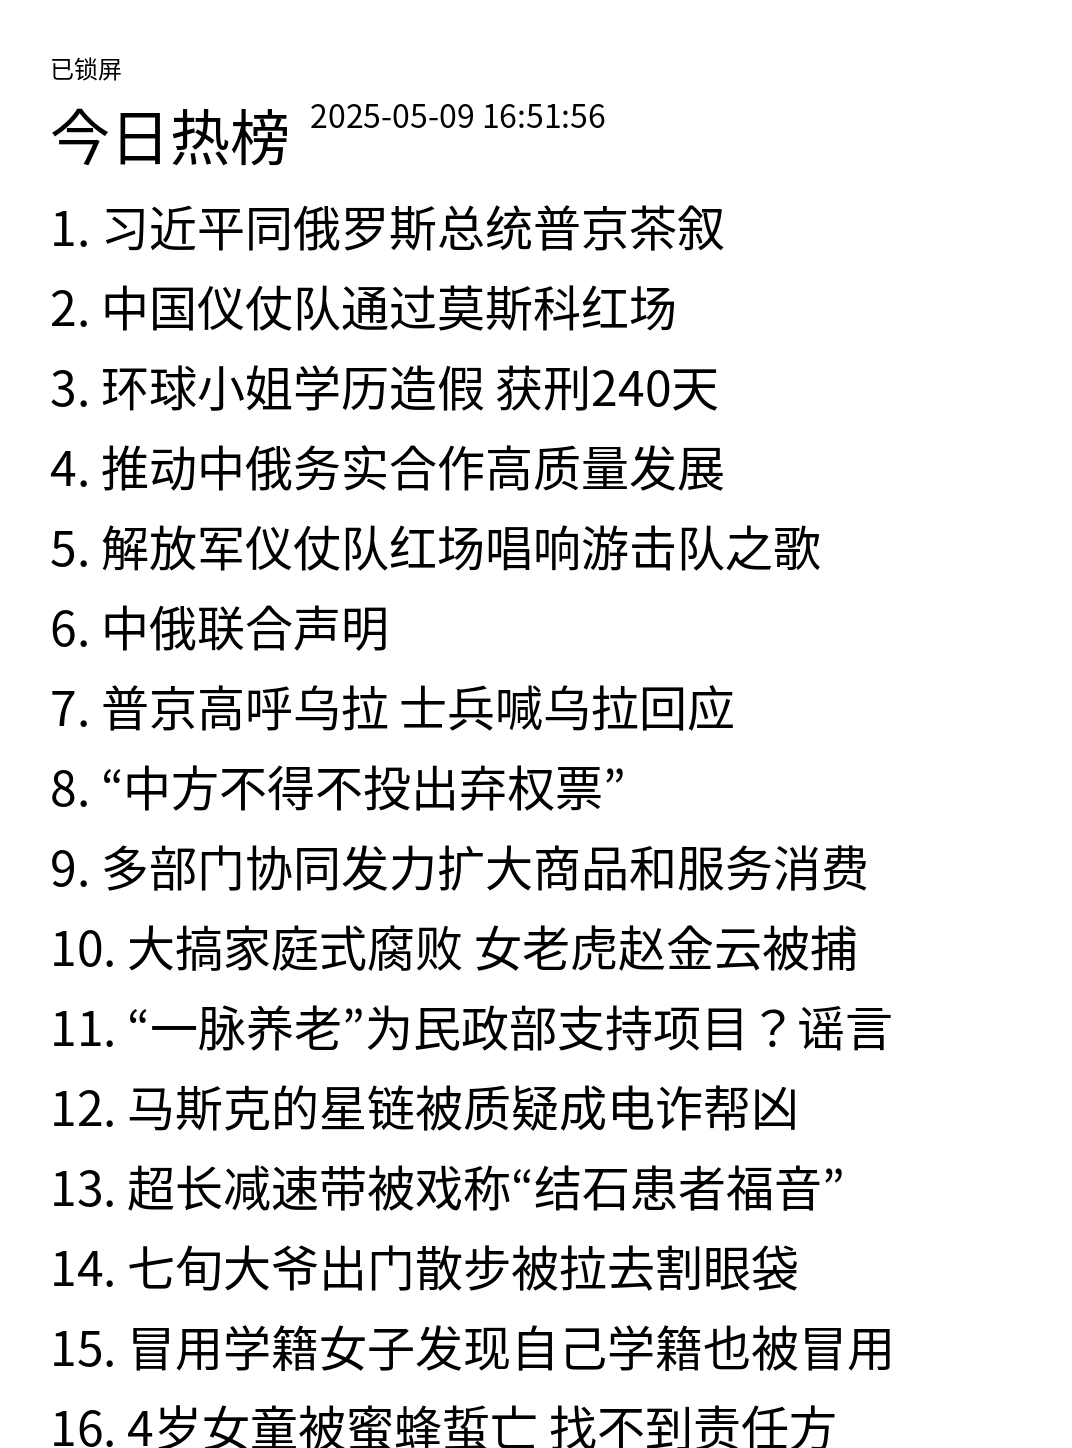 已锁屏
今日热榜 2025-05-09 16:51:56
1. 习近平同俄罗斯总统普京茶叙
2. 中国仪仗队通过莫斯科红场
3. 环球小姐学历造假 获刑240天
4. 推动中俄务实合作高质量发展
5. 解放军仪仗队红场唱响游击队之歌
6. 中俄联合声明
7. 普京高呼乌拉 士兵喊乌拉回应
8. “中方不得不投出弃权票”
9. 多部门协同发力扩大商品和服务消费
10. 大搞家庭式腐败 女老虎赵金云被捕
11. “一脉养老”为民政部支持项目？谣言
12. 马斯克的星链被质疑成电诈帮凶
13. 超长减速带被戏称“结石患者福音”
14. 七旬大爷出门散步被拉去割眼袋
15. 冒用学籍女子发现自己学籍也被冒用
16. 4岁女童被蜜蜂蜇亡 找不到责任方